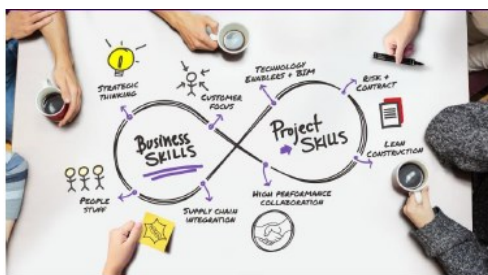 STRATEGIC
THINKING
CUSTOMER
FOCUS
TECHNOLOGY
ENABLERS + BIM
RISK +
CONTRACT
Business
SKILLS
Project
SKILLS
LEAN
CONSTRUCTION
PEOPLE
STUFF
SUPPLY CHAIN
INTEGRATION
HIGH PERFORMANCE
COLLABORATION